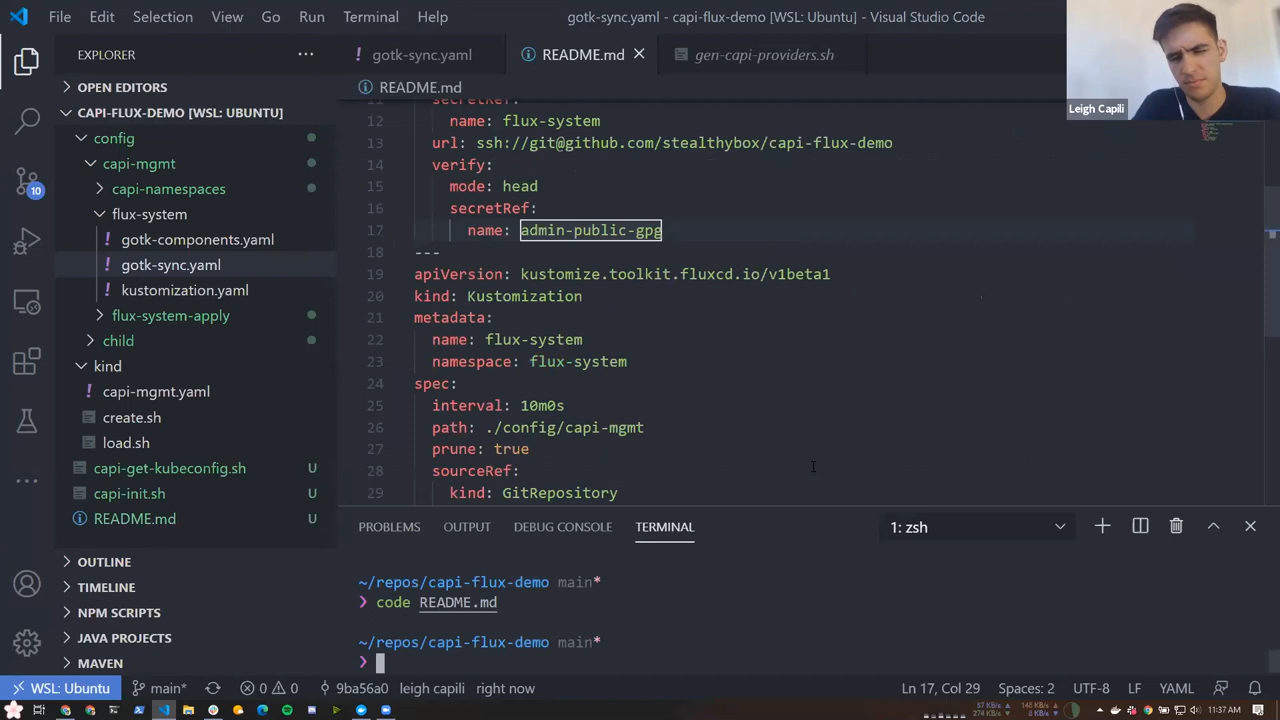 File Edit Selection View Go Run Terminal Help
gotk-sync.yaml - capi-flux-demo [WSL: Ubuntu] - Visual Studio Code
EXPLORER
gotk-sync.yaml
README.md
gen-capi-providers.sh
OPEN EDITORS
README.md
Leigh Capili
CAPI-FLUX-DEMO [WSL: UBUNTU]
config
capi-mgmt
capi-namespaces
flux-system
gotk-components.yaml
gotk-sync.yaml
kustomization.yaml
flux-system-apply
child
kind
capi-mgmt.yaml
create.sh
load.sh
capi-get-kubeconfig.sh U
capi-init.sh U
README.md U
OUTLINE
TIMELINE
NPM SCRIPTS
JAVA PROJECTS
MAVEN
10
11 secretRef:
12 name: flux-system
13 url: ssh://git@github.com/stealthybox/capi-flux-demo
14 verify:
15 mode: head
16 secretRef:
17 name: admin-public-gpg
18 ---
19 apiVersion: kustomize.toolkit.fluxcd.io/v1beta1
20 kind: Kustomization
21 metadata:
22 name: flux-system
23 namespace: flux-system
24 spec:
25 interval: 10m0s
26 path: ./config/capi-mgmt
27 prune: true
28 sourceRef:
29 kind: GitRepository
PROBLEMS OUTPUT DEBUG CONSOLE TERMINAL
1: zsh
~/repos/capi-flux-demo main*
❯ code README.md
~/repos/capi-flux-demo main*
❯
WSL: Ubuntu main* 0 0 9ba56a0 leigh capili right now
Ln 17, Col 29 Spaces: 2 UTF-8 LF YAML
11:37 AM